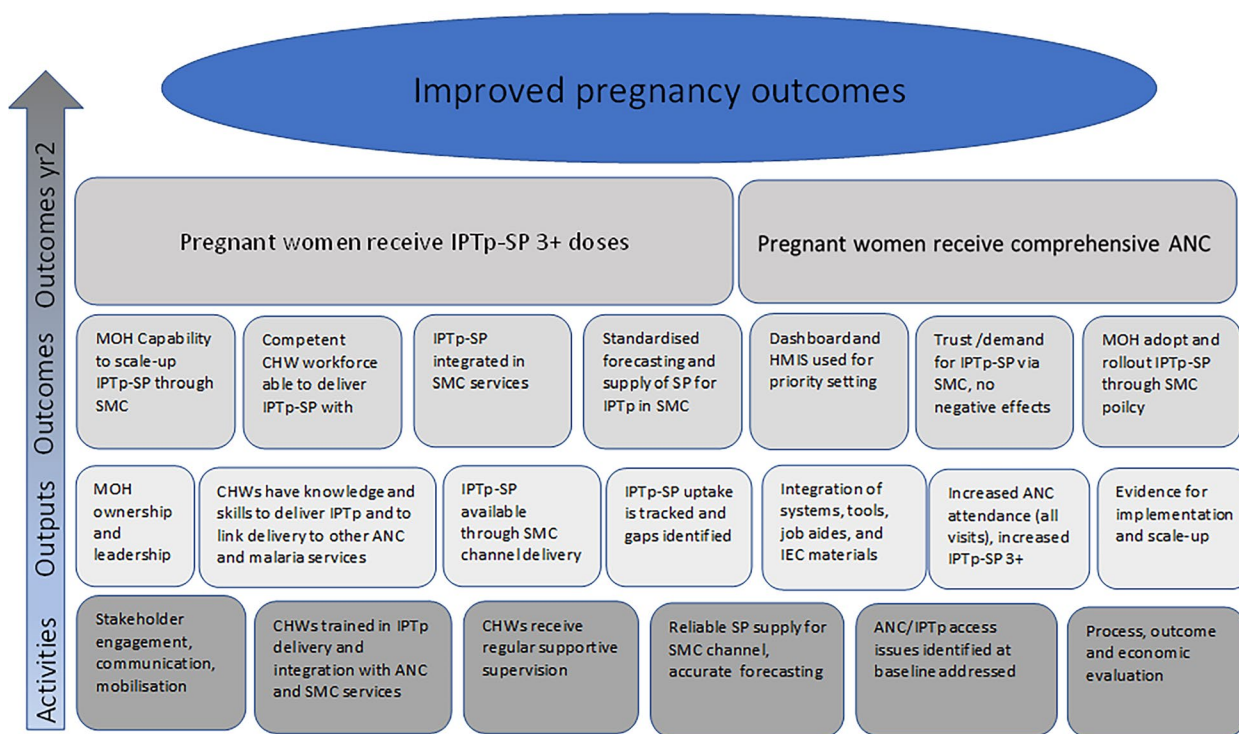 Improved pregnancy outcomes
Outcomes yr2
Pregnant women receive IPTp-SP 3+ doses
Pregnant women receive comprehensive ANC
Outcomes
MOH Capability
to scale-up
IPTp-SP through
SMC
Competent
CHW workforce
able to deliver
IPTp-SP with
IPTp-SP
integrated in
SMC services
Standardised
forecasting and
supply of SP for
IPTp in SMC
Dashboard and
HMIS used for
priority setting
Trust /demand
for IPTp-SP via
SMC, no
negative effects
MOH adopt and
rollout IPTp-SP
through SMC
poilcy
Outputs
MOH
ownership
and
leadership
CHWs have knowledge and
skills to deliver IPTp and to
link delivery to other ANC
and malaria services
IPTp-SP
available
through SMC
channel delivery
IPTp-SP uptake
is tracked and
gaps identified
Integration of
systems, tools,
job aides, and
IEC materials
Increased ANC
attendance (all
visits), increased
IPTp-SP 3+
Evidence for
implementation
and scale-up
Activities
Stakeholder
engagement,
communication,
mobilisation
CHWs trained in IPTp
delivery and
integration with ANC
and SMC services
CHWs receive
regular supportive
supervision
Reliable SP supply for
SMC channel,
accurate forecasting
ANC/IPTp access
issues identified at
baseline addressed
Process, outcome
and economic
evaluation